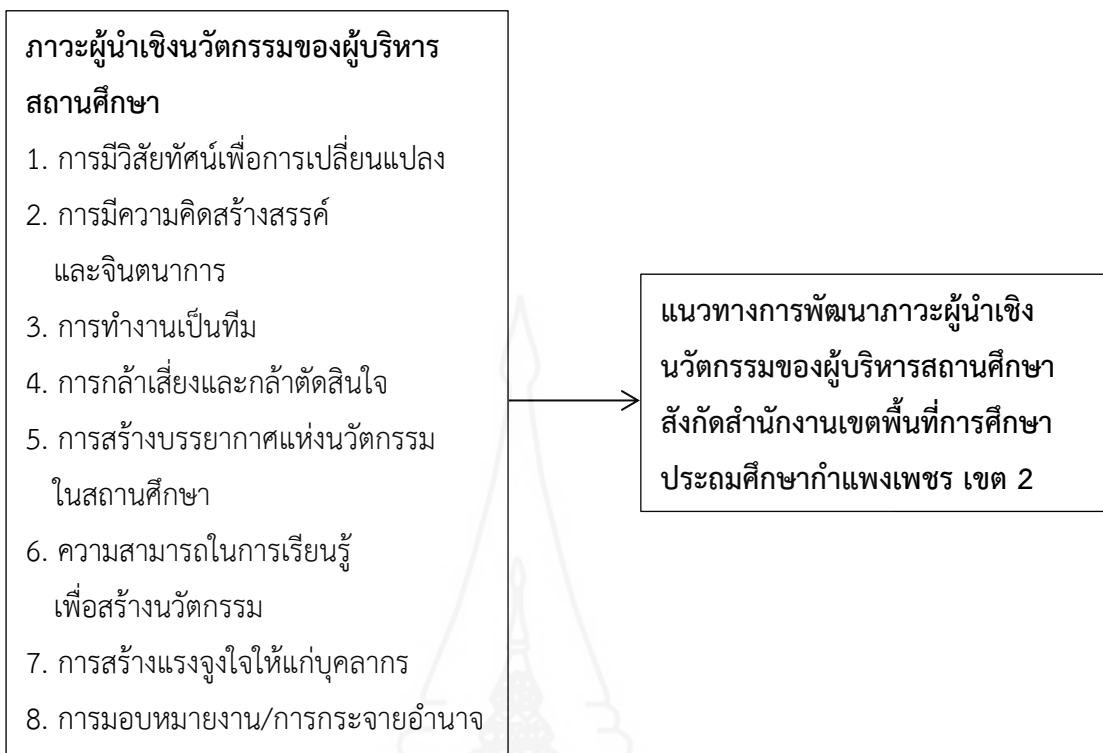 ภาวะผู้นำเชิงนวัตกรรมของผู้บริหาร
สถานศึกษา
1. การมีวิสัยทัศน์เพื่อการเปลี่ยนแปลง
2. การมีความคิดสร้างสรรค์
และจินตนาการ
3. การทำงานเป็นทีม
4. การกล้าเสี่ยงและกล้าตัดสินใจ
5. การสร้างบรรยากาศแห่งนวัตกรรม
ในสถานศึกษา
6. ความสามารถในการเรียนรู้
เพื่อสร้างนวัตกรรม
7. การสร้างแรงจูงใจให้แก่บุคลากร
8. การมอบหมายงาน/การกระจายอำนาจ
แนวทางการพัฒนาภาวะผู้นำเชิง
นวัตกรรมของผู้บริหารสถานศึกษา
สังกัดสำนักงานเขตพื้นที่การศึกษา
ประถมศึกษากำแพงเพชร เขต 2